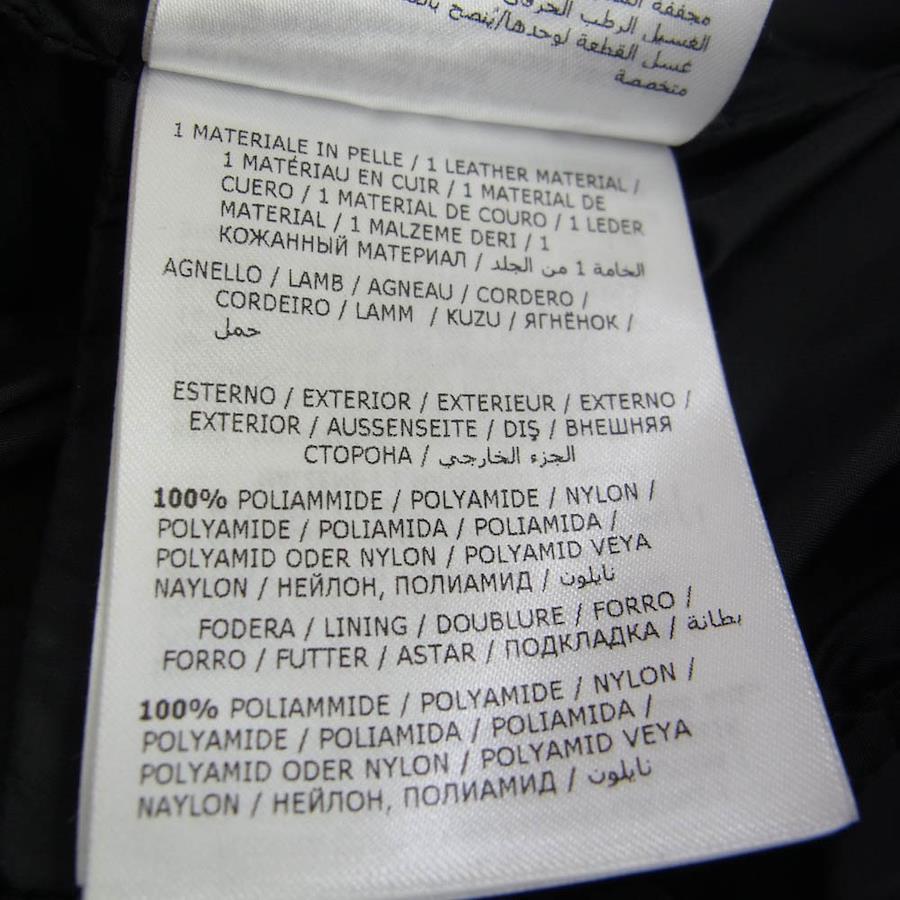 مجففة
الغسيل الرطب
غسل القطعة لوحدها/يُنصح
متخصصة
1 MATERIALE IN PELLE / 1 LEATHER MATERIAL /
1 MATÉRIAU EN CUIR / 1 MATERIAL DE
CUERO / 1 MATERIAL DE COURO / 1 LEDER
MATERIAL / 1 MALZEME DERI / 1
КОЖАННЫЙ МАТЕРИАЛ / الخامة 1 من الجلد
AGNELLO / LAMB / AGNEAU / CORDERO /
CORDEIRO / LAMM / KUZU / ЯГНЁНОК /
حمل
ESTERNO / EXTERIOR / EXTERIEUR / EXTERNO /
EXTERIOR / AUSSENSEITE / DIŞ / ВНЕШНЯЯ
СТОРОНА / الجزء الخارجي
100% POLIAMMIDE / POLYAMIDE / NYLON /
POLYAMIDE / POLIAMIDA / POLIAMIDA /
POLYAMID ODER NYLON / POLYAMID VEYA
NAYLON / НЕЙЛОН, ПОЛИАМИД / نايلون
FODERA / LINING / DOUBLURE / FORRO /
FORRO / FUTTER / ASTAR / ПОДКЛАДКА / بطانة
100% POLIAMMIDE / POLYAMIDE / NYLON /
POLYAMIDE / POLIAMIDA / POLIAMIDA /
POLYAMID ODER NYLON / POLYAMID VEYA
NAYLON / НЕЙЛОН, ПОЛИАМИД / نايلون